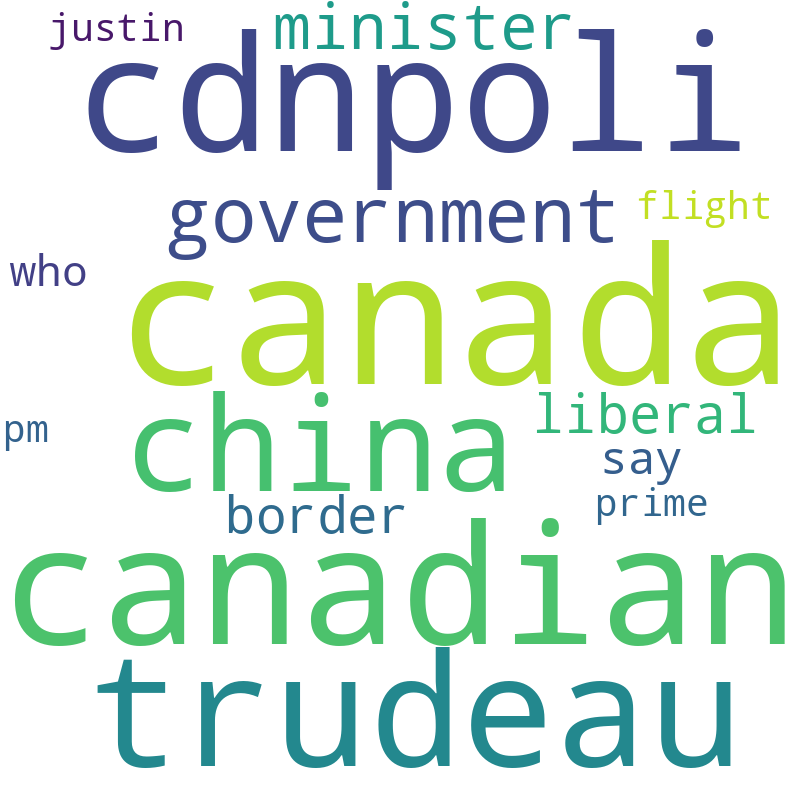 justin minister
cdnpoli
government flight
who
canada
china liberal
pm say
border prime
canadian
trudeau